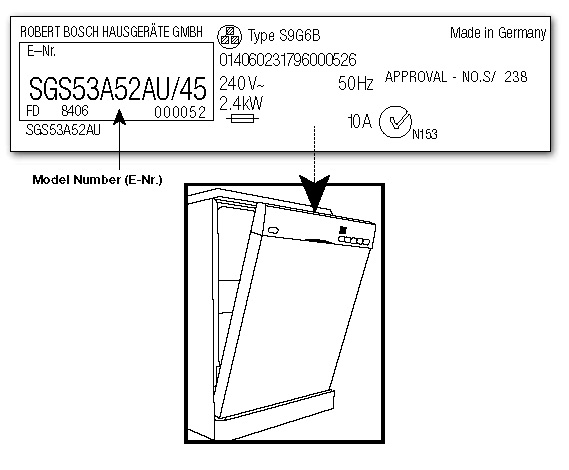 ROBERT BOSCH HAUSGERÄTE GMBH
E-Nr.
SGS53A52AU/45
FD 8406 000052
SGS53A52AU
Type S9G6B
014060231796000526
240V~ 50Hz
2.4kW
10A
Made in Germany
APPROVAL - NO.S/ 238
N153
Model Number (E-Nr.)